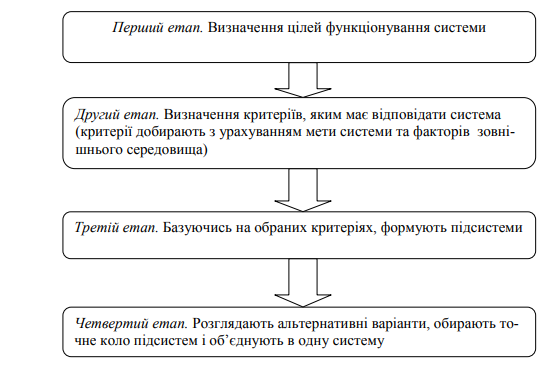 Перший етап. Визначення цілей функціонування системи
Другий етап. Визначення критеріїв, яким має відповідати система
(критерії добирають з урахуванням мети системи та факторів зовні-
шнього середовища)
Третій етап. Базуючись на обраних критеріях, формують підсистеми
Четвертий етап. Розглядають альтернативні варіанти, обирають то-
чне коло підсистем і об’єднують в одну систему